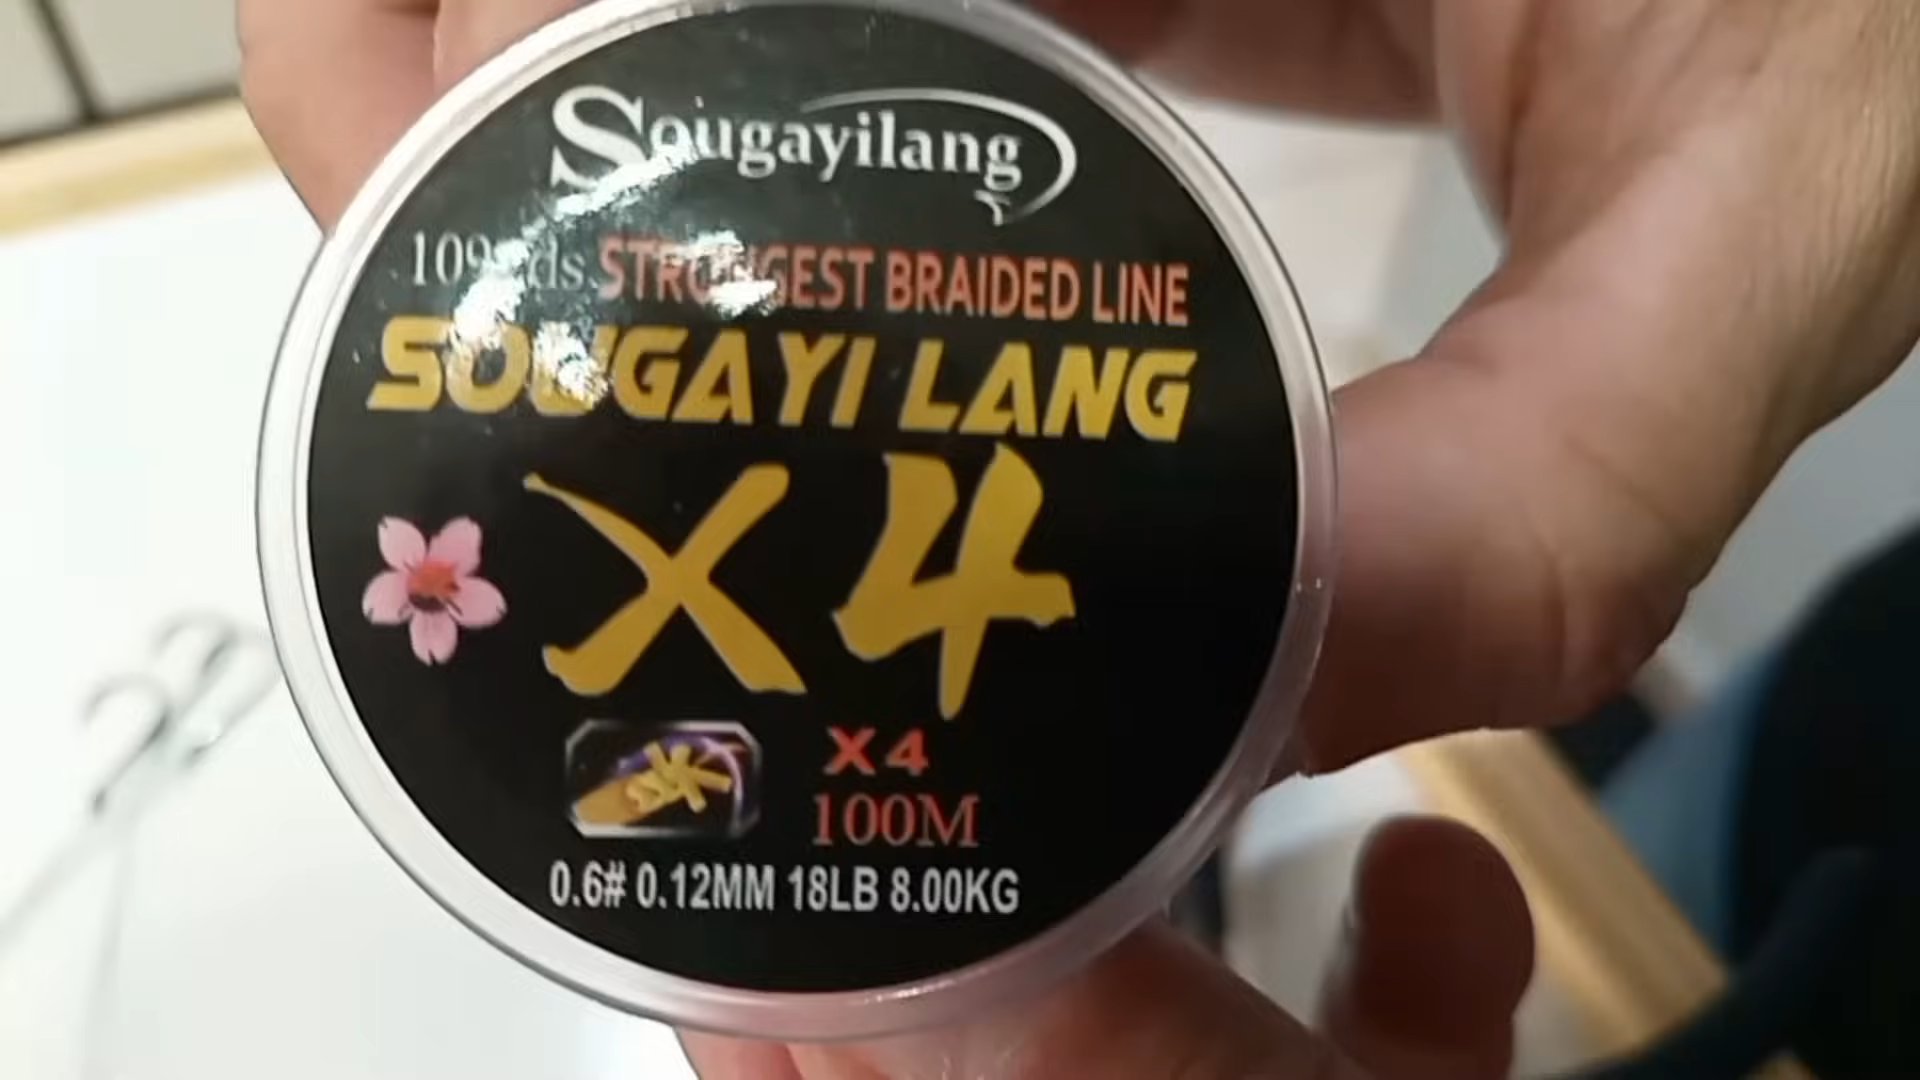 Sougayilang
STRONGEST BRAIDED LINE
SOUGAYI LANG
X4
X4
100M
0.6# 0.12MM 18LB 8.00KG